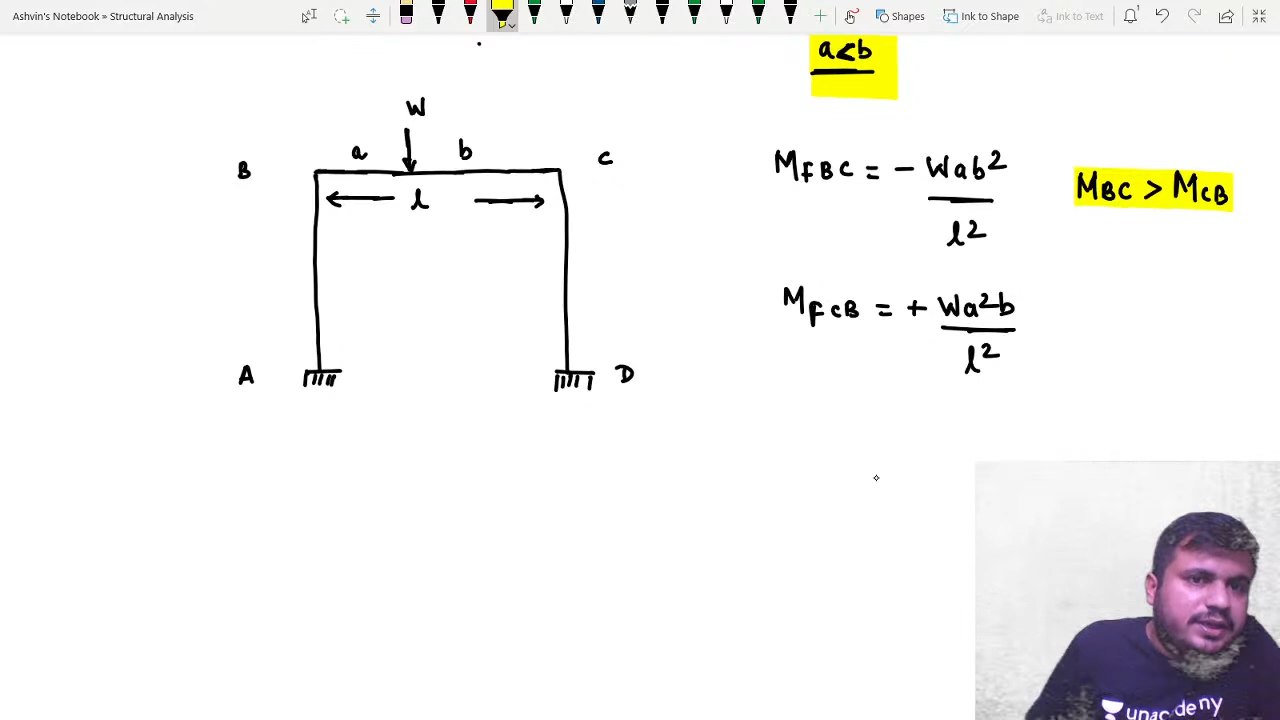 Ashvin's Notebook » Structural Analysis
Shapes
Ink to Shape
Ink to Text
a<b
W
a
b
B
C
l
A
D
MFBC = - Wab²
l²
MBC > MCB
MFCB = + Wa²b
l²
unacademy